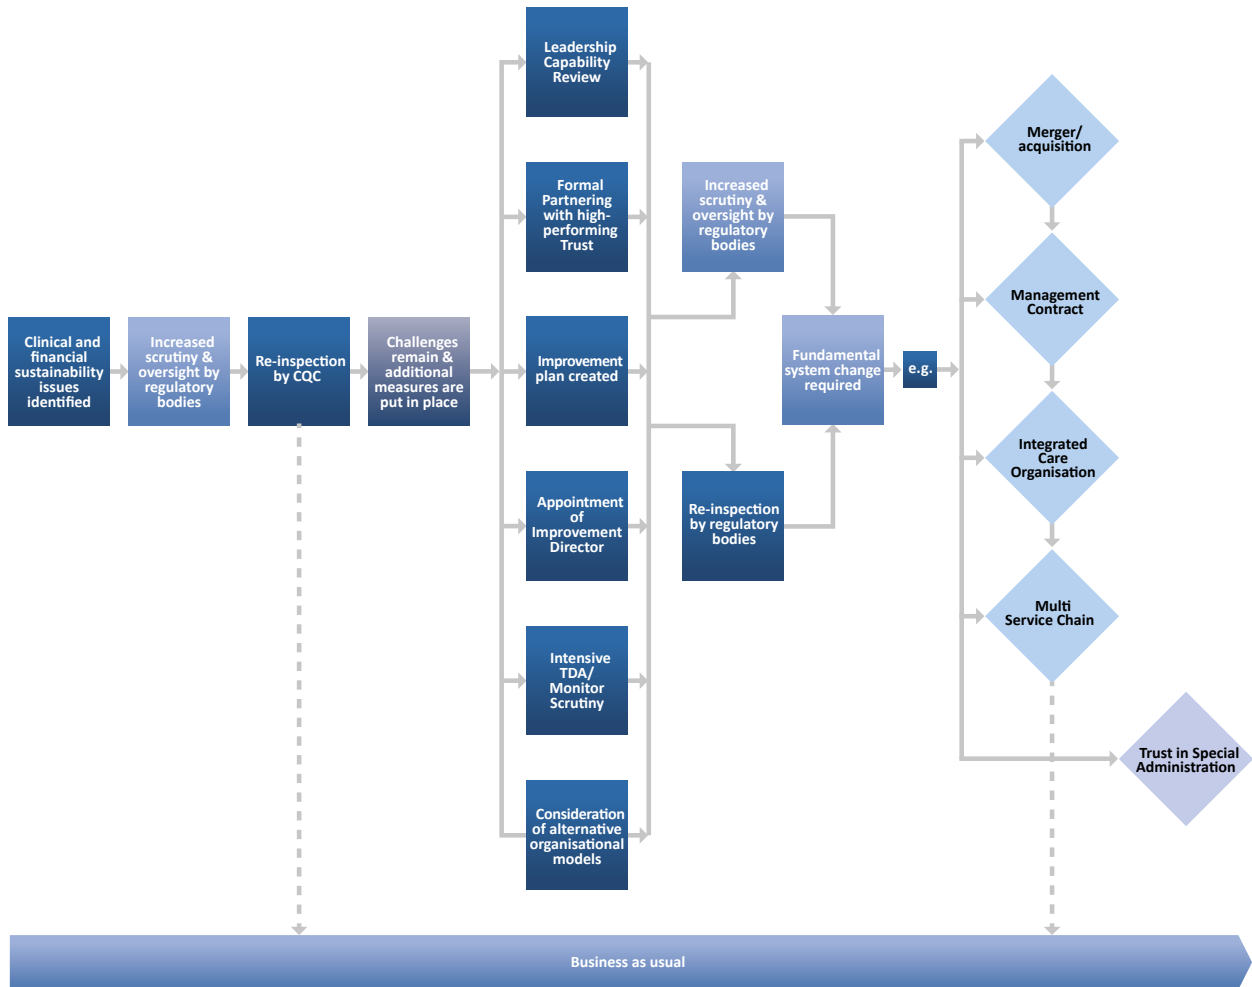 Clinical and
financial
sustainability
issues
identified
Increased
scrutiny &
oversight by
regulatory
bodies
Re-inspection
by CQC
Challenges
remain &
additional
measures are
put in place
Leadership
Capability
Review
Formal
Partnering
with high-
performing
Trust
Improvement
plan created
Appointment
of
Improvement
Director
Intensive
TDA/
Monitor
Scrutiny
Consideration
of alternative
organisational
models
Increased
scrutiny &
oversight by
regulatory
bodies
Re-inspection
by regulatory
bodies
Fundamental
system change
required
e.g.
Merger/
acquisition
Management
Contract
Integrated
Care
Organisation
Multi
Service Chain
Trust in Special
Administration
Business as usual